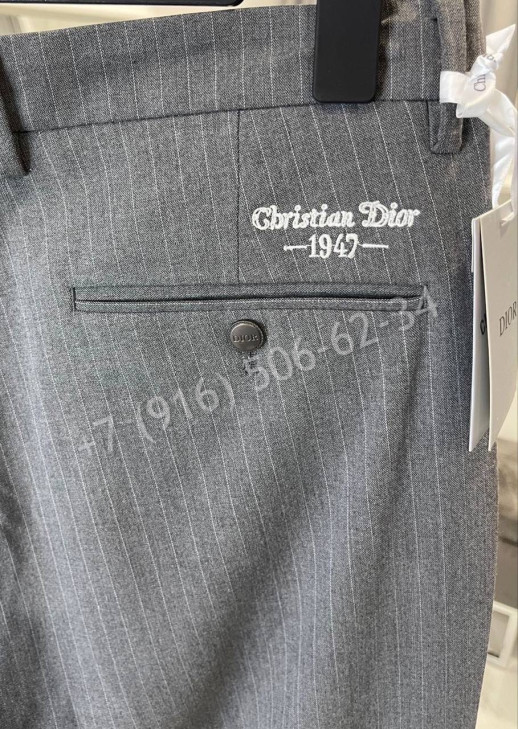 Christian Dior
—1947—
DIOR
+7 (916) 506-62-34
DIOR